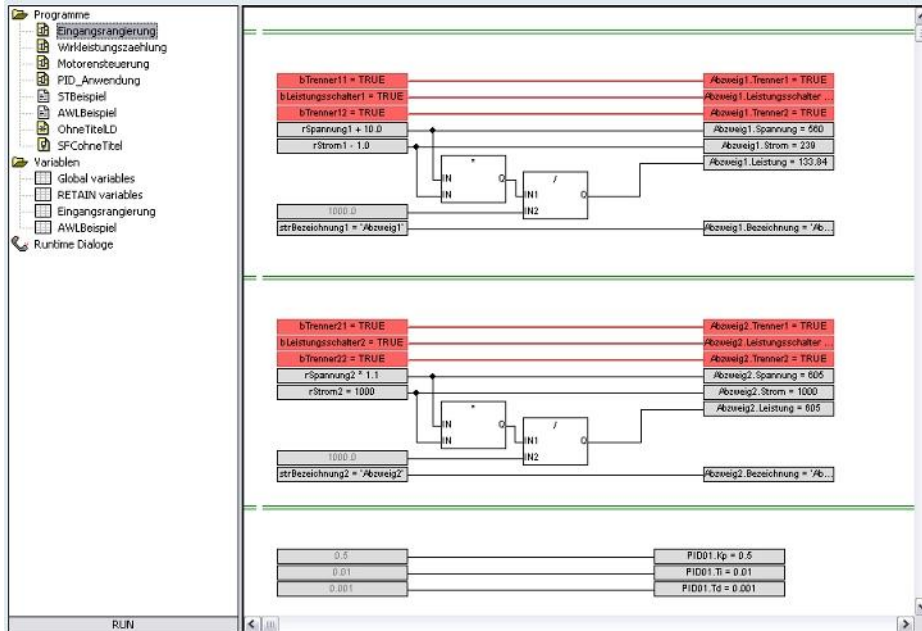 Programme
Eingangsrangierung
Wirkleistungszaehlung
Motorensteuerung
PID_Anwendung
STBeispiel
AWLBeispiel
OhneTitelLD
SFCohneTitel
Variablen
Global variables
RETAIN variables
Eingangsrangierung
AWLBeispiel
Runtime Dialoge
RUN
bTrenner11 = TRUE Abzweig1.Trenner1 = TRUE
bLeistungsschalter1 = TRUE Abzweig1.Leistungsschalter ...
bTrenner12 = TRUE Abzweig1.Trenner2 = TRUE
rSpannung1 + 10.0 Abzweig1.Spannung = 560
rStrom1 - 1.0 Abzweig1.Strom = 239
Abzweig1.Leistung = 133.84
* /
IN Q IN1
IN Q
1000.0 IN2
strBezeichnung1 = 'Abzweig1' Abzweig1.Bezeichnung = 'Ab...
bTrenner21 = TRUE Abzweig2.Trenner1 = TRUE
bLeistungsschalter2 = TRUE Abzweig2.Leistungsschalter ...
bTrenner22 = TRUE Abzweig2.Trenner2 = TRUE
rSpannung2 * 1.1 Abzweig2.Spannung = 605
rStrom2 = 1000 Abzweig2.Strom = 1000
Abzweig2.Leistung = 605
* /
IN Q IN1
IN Q
1000.0 IN2
strBezeichnung2 = 'Abzweig2' Abzweig2.Bezeichnung = 'Ab...
0.5 PID01.Kp = 0.5
0.01 PID01.Ti = 0.01
0.001 PID01.Td = 0.001